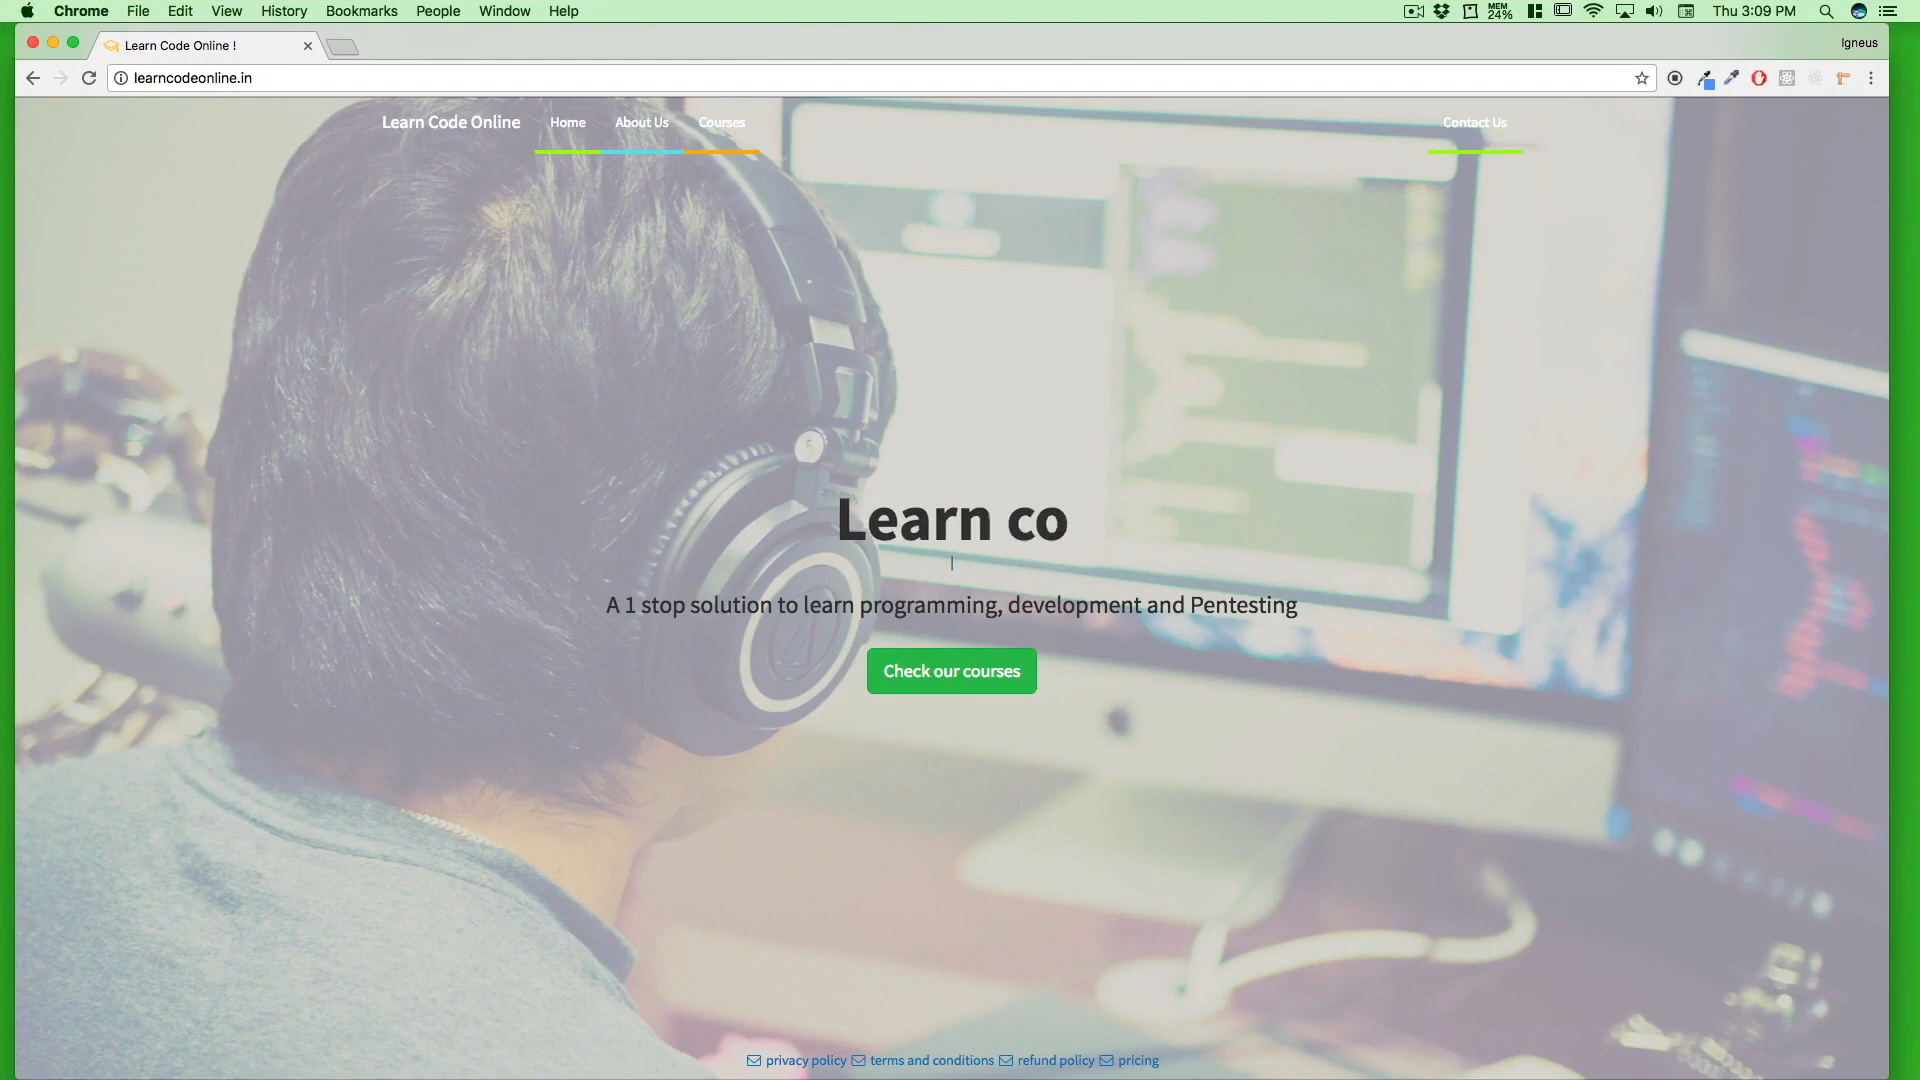 Chrome File Edit View History Bookmarks People Window Help MEM 24% Thu 3:09 PM
Learn Code Online ! Igneus
learncodeonline.in
Learn Code Online Home About Us Courses Contact Us
Learn co
A 1 stop solution to learn programming, development and Pentesting
Check our courses
privacy policy terms and conditions refund policy pricing